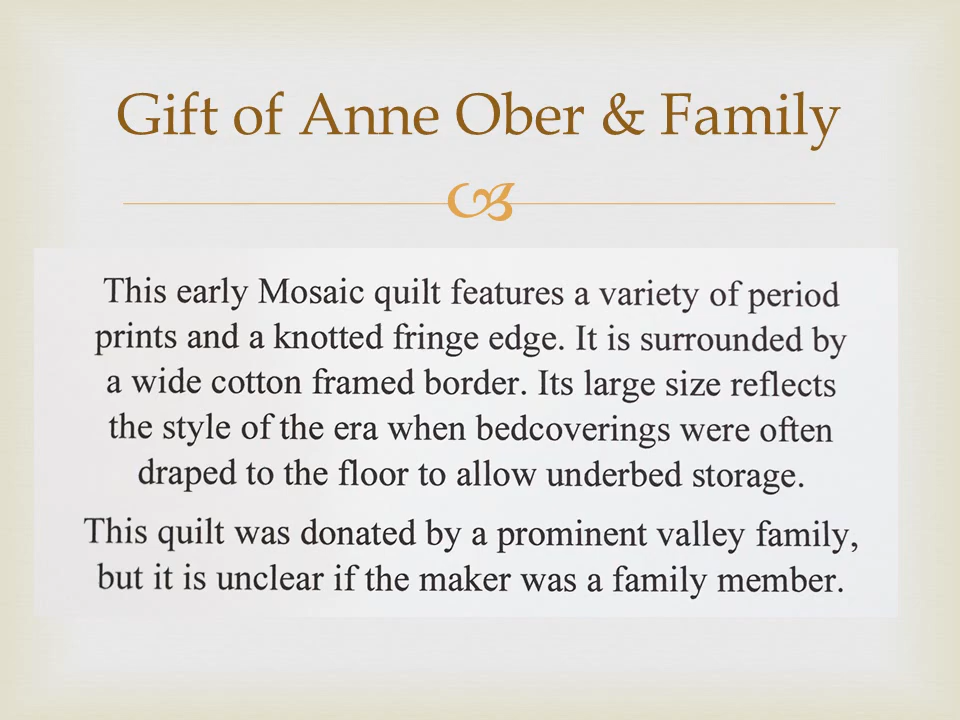 Gift of Anne Ober & Family
This early Mosaic quilt features a variety of period
prints and a knotted fringe edge. It is surrounded by
a wide cotton framed border. Its large size reflects
the style of the era when bedcoverings were often
draped to the floor to allow underbed storage.
This quilt was donated by a prominent valley family,
but it is unclear if the maker was a family member.